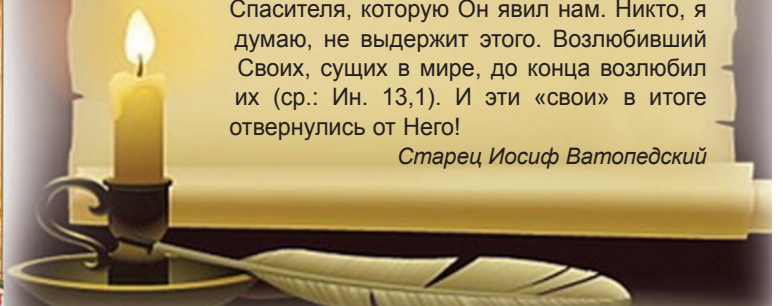 Спасителя, которую Он явил нам. Никто, я
думаю, не выдержит этого. Возлюбивший
Своих, сущих в мире, до конца возлюбил
их (ср.: Ин. 13,1). И эти «свои» в итоге
отвернулись от Него!
Старец Иосиф Ватопедский